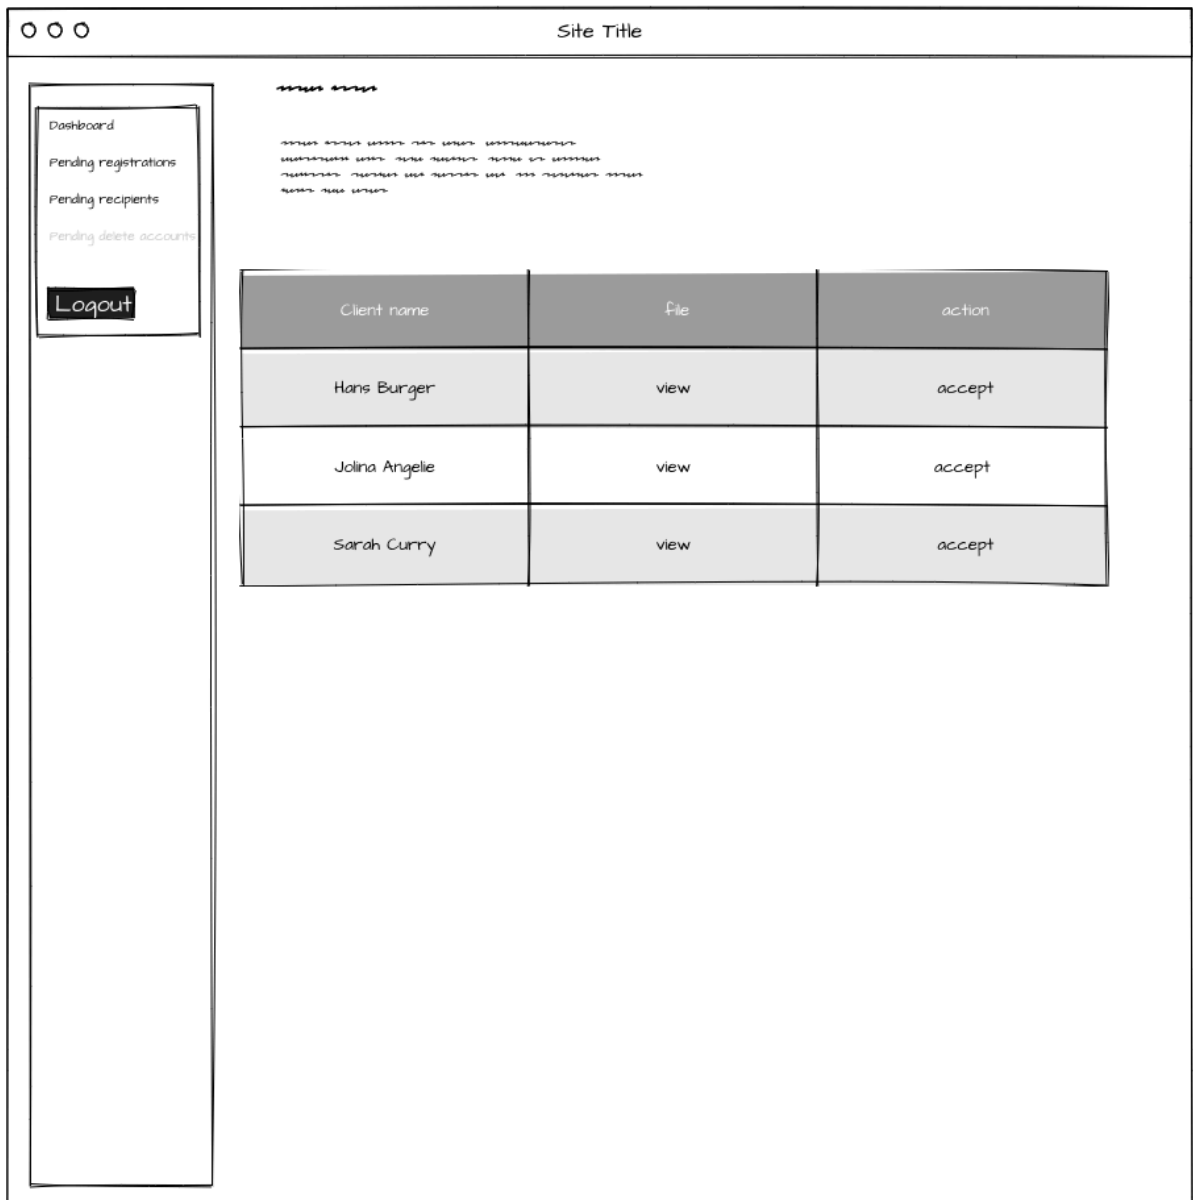 Site Title
Dashboard
Pending registrations
Pending recipients
Pending delete accounts
Logout
Client name file action
Hans Burger view accept
Jolina Angelie view accept
Sarah Curry view accept